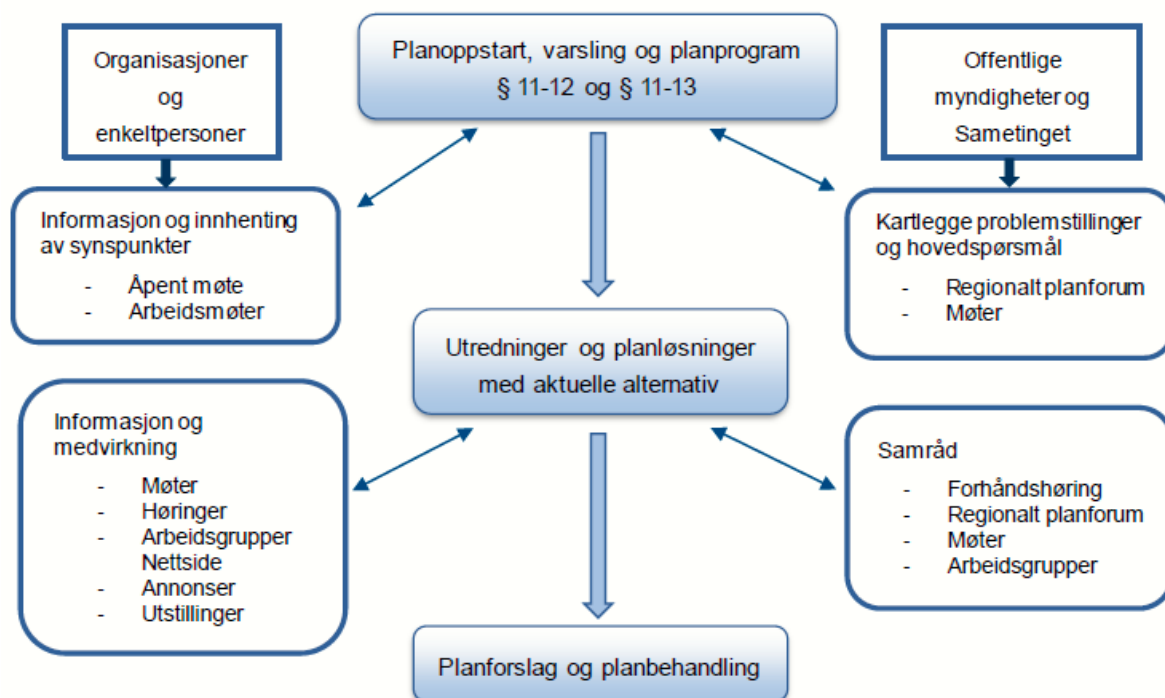 Organisasjoner
og
enkeltpersoner
Planoppstart, varsling og planprogram
§ 11-12 og § 11-13
Offentlige
myndigheter og
Sametinget
Informasjon og innhenting
av synspunkter
- Åpent møte
- Arbeidsmøter
Kartlegge problemstillinger
og hovedspørsmål
- Regionalt planforum
- Møter
Utredninger og planløsninger
med aktuelle alternativ
Informasjon og
medvirkning
- Møter
- Høringer
- Arbeidsgrupper
Nettside
- Annonser
- Utstillinger
Samråd
- Forhåndshøring
- Regionalt planforum
- Møter
- Arbeidsgrupper
Planforslag og planbehandling